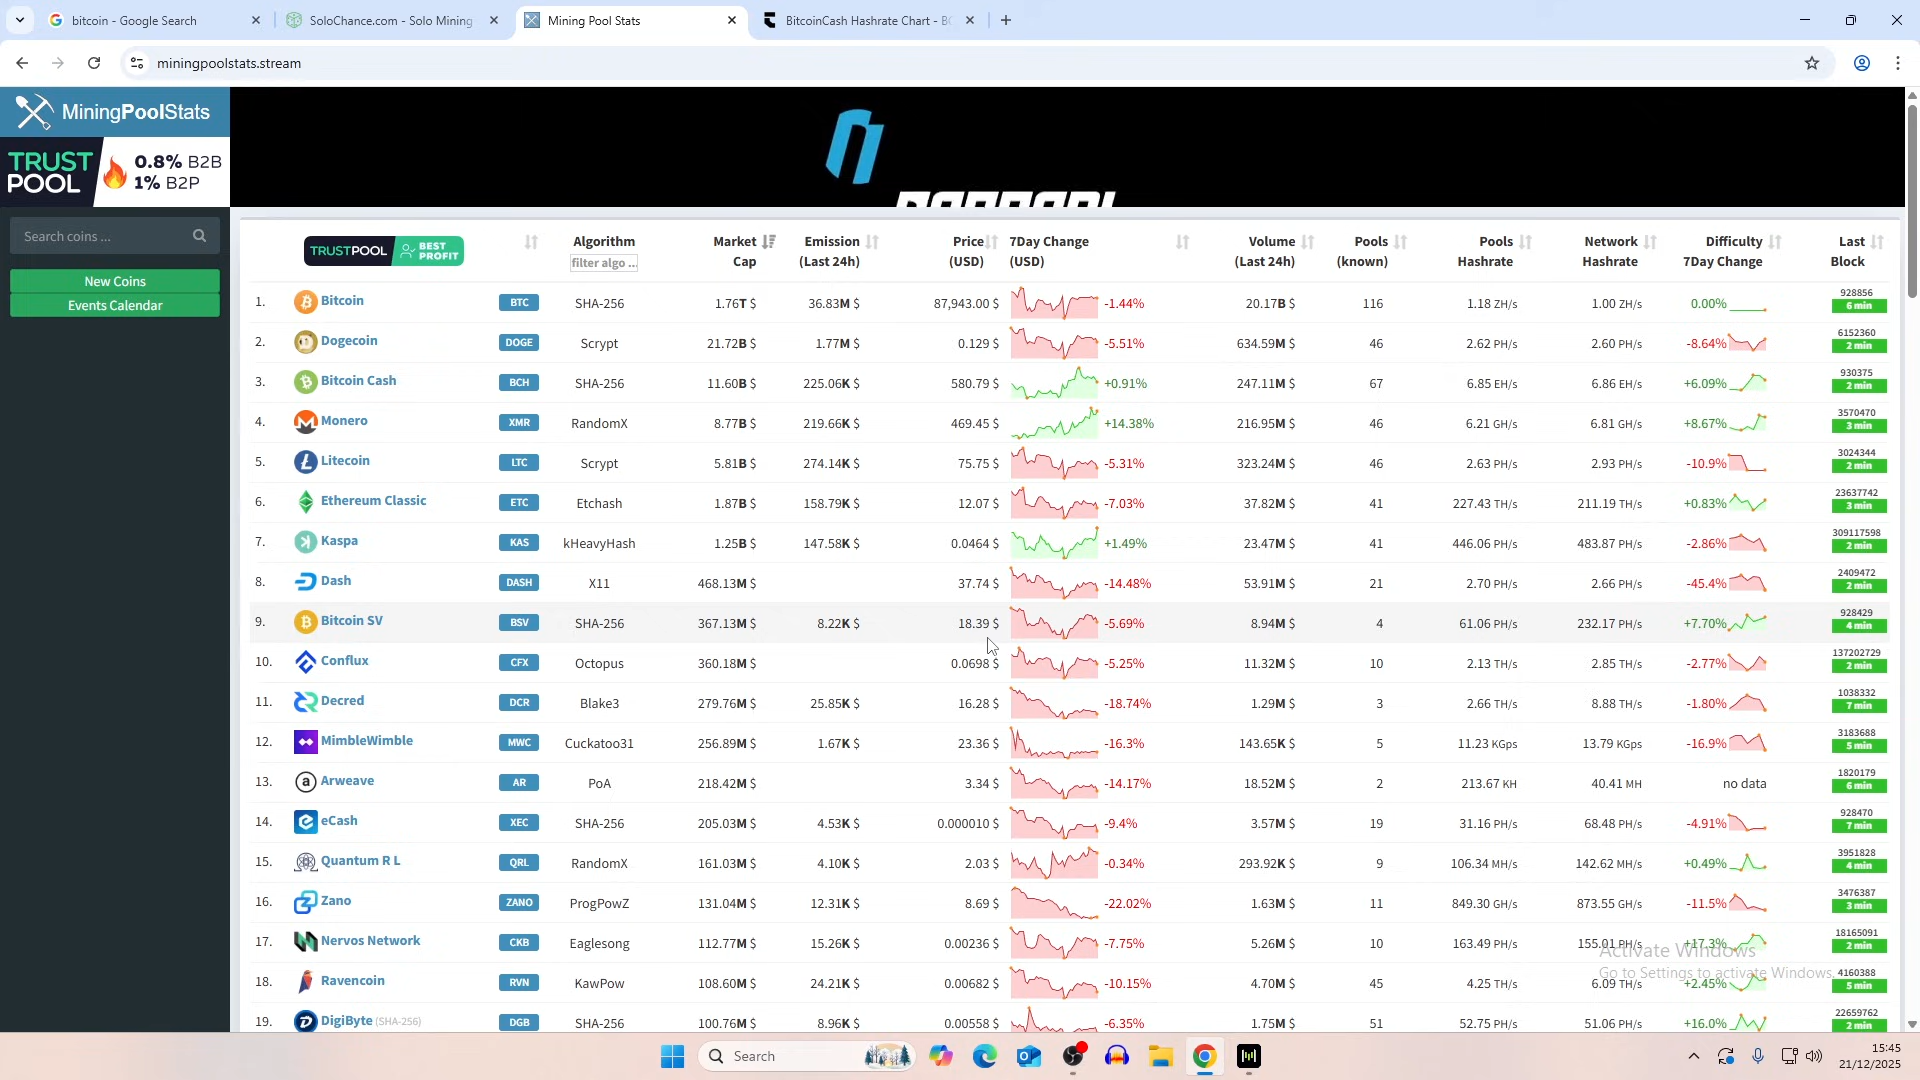 bitcoin - Google Search
SoloChance.com - Solo Mining
Mining Pool Stats
BitcoinCash Hashrate Chart - BC
miningpoolstats.stream
MiningPoolStats
TRUST POOL 0.8% B2B 1% B2P
Search coins ...
New Coins
Events Calendar
TRUSTPOOL BEST PROFIT
Algorithm filter algo ... Market Cap Emission (Last 24h) Price (USD) 7Day Change (USD) Volume (Last 24h) Pools (known) Pools Hashrate Network Hashrate Difficulty 7Day Change Last Block
1. Bitcoin BTC SHA-256 1.76T $ 36.83M $ 87,943.00 $ -1.44% 20.17B $ 116 1.18 ZH/s 1.00 ZH/s 0.00% 928856 6 min
2. Dogecoin DOGE Scrypt 21.72B $ 1.77M $ 0.129 $ -5.51% 634.59M $ 46 2.62 PH/s 2.60 PH/s -8.64% 6152360 2 min
3. Bitcoin Cash BCH SHA-256 11.60B $ 225.06K $ 580.79 $ +0.91% 247.11M $ 67 6.85 EH/s 6.86 EH/s +6.09% 930375 2 min
4. Monero XMR RandomX 8.77B $ 219.66K $ 469.45 $ +14.38% 216.95M $ 46 6.21 GH/s 6.81 GH/s +8.67% 3570470 3 min
5. Litecoin LTC Scrypt 5.81B $ 274.14K $ 75.75 $ -5.31% 323.24M $ 46 2.63 PH/s 2.93 PH/s -10.9% 3024344 2 min
6. Ethereum Classic ETC Etchash 1.87B $ 158.79K $ 12.07 $ -7.03% 37.82M $ 41 227.43 TH/s 211.19 TH/s +0.83% 23637742 3 min
7. Kaspa KAS kHeavyHash 1.25B $ 147.58K $ 0.0464 $ +1.49% 23.47M $ 41 446.06 PH/s 483.87 PH/s -2.86% 309117598 2 min
8. Dash DASH X11 468.13M $ 37.74 $ -14.48% 53.91M $ 21 2.70 PH/s 2.66 PH/s -45.4% 2409472 2 min
9. Bitcoin SV BSV SHA-256 367.13M $ 8.22K $ 18.39 $ -5.69% 8.94M $ 4 61.06 PH/s 232.17 PH/s +7.70% 928429 4 min
10. Conflux CFX Octopus 360.18M $ 0.0698 $ -5.25% 11.32M $ 10 2.13 TH/s 2.85 TH/s -2.77% 137202729 2 min
11. Decred DCR Blake3 279.76M $ 25.85K $ 16.28 $ -18.74% 1.29M $ 3 2.66 TH/s 8.88 TH/s -1.80% 1038332 7 min
12. MimbleWimble MWC Cuckatoo31 256.89M $ 1.67K $ 23.36 $ -16.3% 143.65K $ 5 11.23 KGps 13.79 KGps -16.9% 3183688 5 min
13. Arweave AR PoA 218.42M $ 3.34 $ -14.17% 18.52M $ 2 213.67 KH 40.41 MH no data 1820179 6 min
14. eCash XEC SHA-256 205.03M $ 4.53K $ 0.000010 $ -9.4% 3.57M $ 19 31.16 PH/s 68.48 PH/s -4.91% 928470 7 min
15. Quantum R L QRL RandomX 161.03M $ 4.10K $ 2.03 $ -0.34% 293.92K $ 9 106.34 MH/s 142.62 MH/s +0.49% 3951828 4 min
16. Zano ZANO ProgPowZ 131.04M $ 12.31K $ 8.69 $ -22.02% 1.63M $ 11 849.30 GH/s 873.55 GH/s -11.5% 3476387 3 min
17. Nervos Network CKB Eaglesong 112.77M $ 15.26K $ 0.00236 $ -7.75% 5.26M $ 10 163.49 PH/s 155.01 PH/s +17.3% 18165091 2 min
18. Ravencoin RVN KawPow 108.60M $ 24.21K $ 0.00682 $ -10.15% 4.70M $ 45 4.25 TH/s 6.09 TH/s +2.45% 4160388 5 min
19. DigiByte (SHA-256) DGB SHA-256 100.76M $ 8.96K $ 0.00558 $ -6.35% 1.75M $ 51 52.75 PH/s 51.06 PH/s +16.0% 22659762 2 min
Activate Windows
Go to Settings to activate Windows.
Search
15:45
21/12/2025